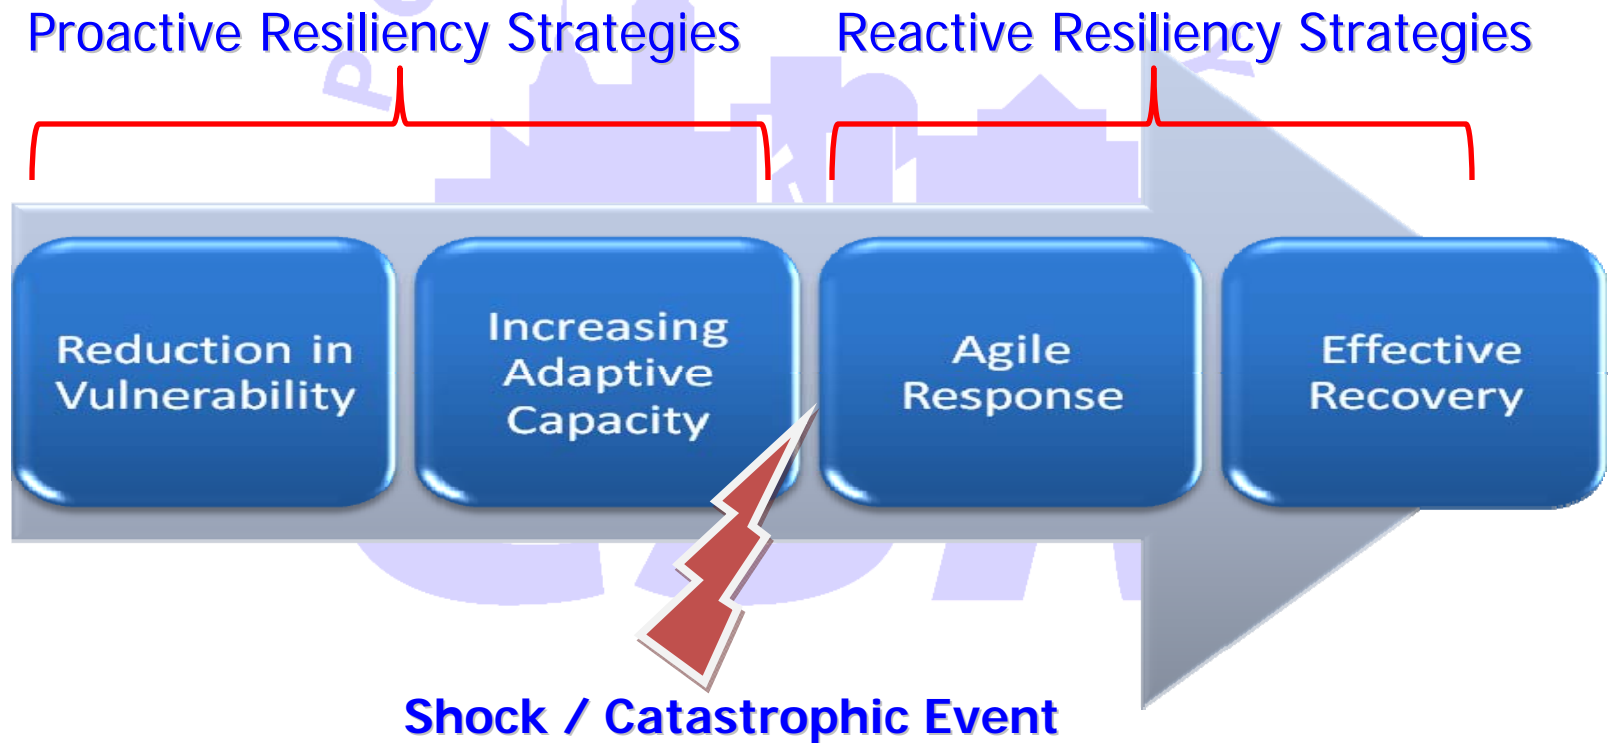 Proactive Resiliency Strategies
Reactive Resiliency Strategies
Reduction in
Vulnerability
Increasing
Adaptive
Capacity
Agile
Response
Effective
Recovery
Shock / Catastrophic Event